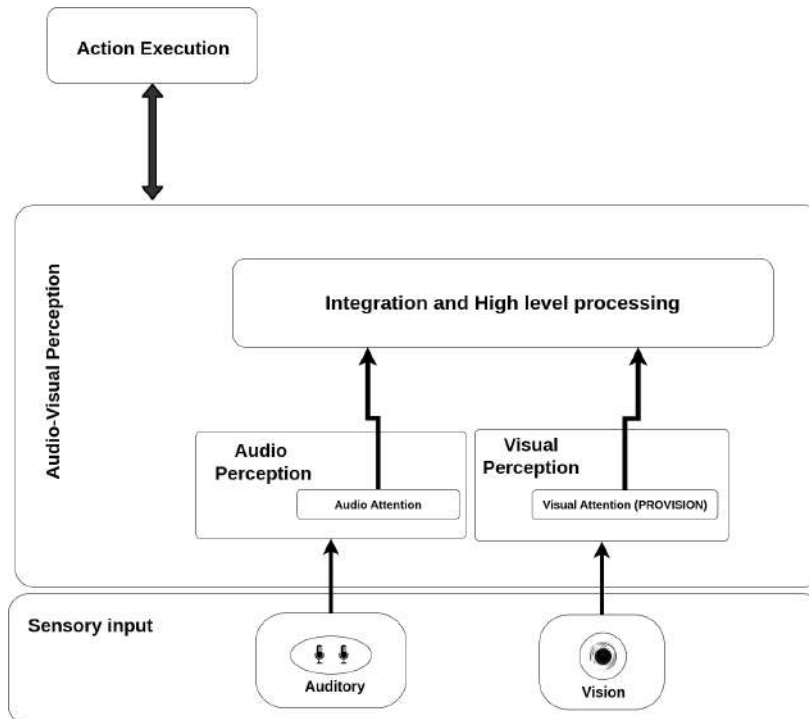 Action Execution
Audio-Visual Perception
Integration and High level processing
Audio
Perception
Audio Attention
Visual
Perception
Visual Attention (PROVISION)
Sensory input
Auditory
Vision